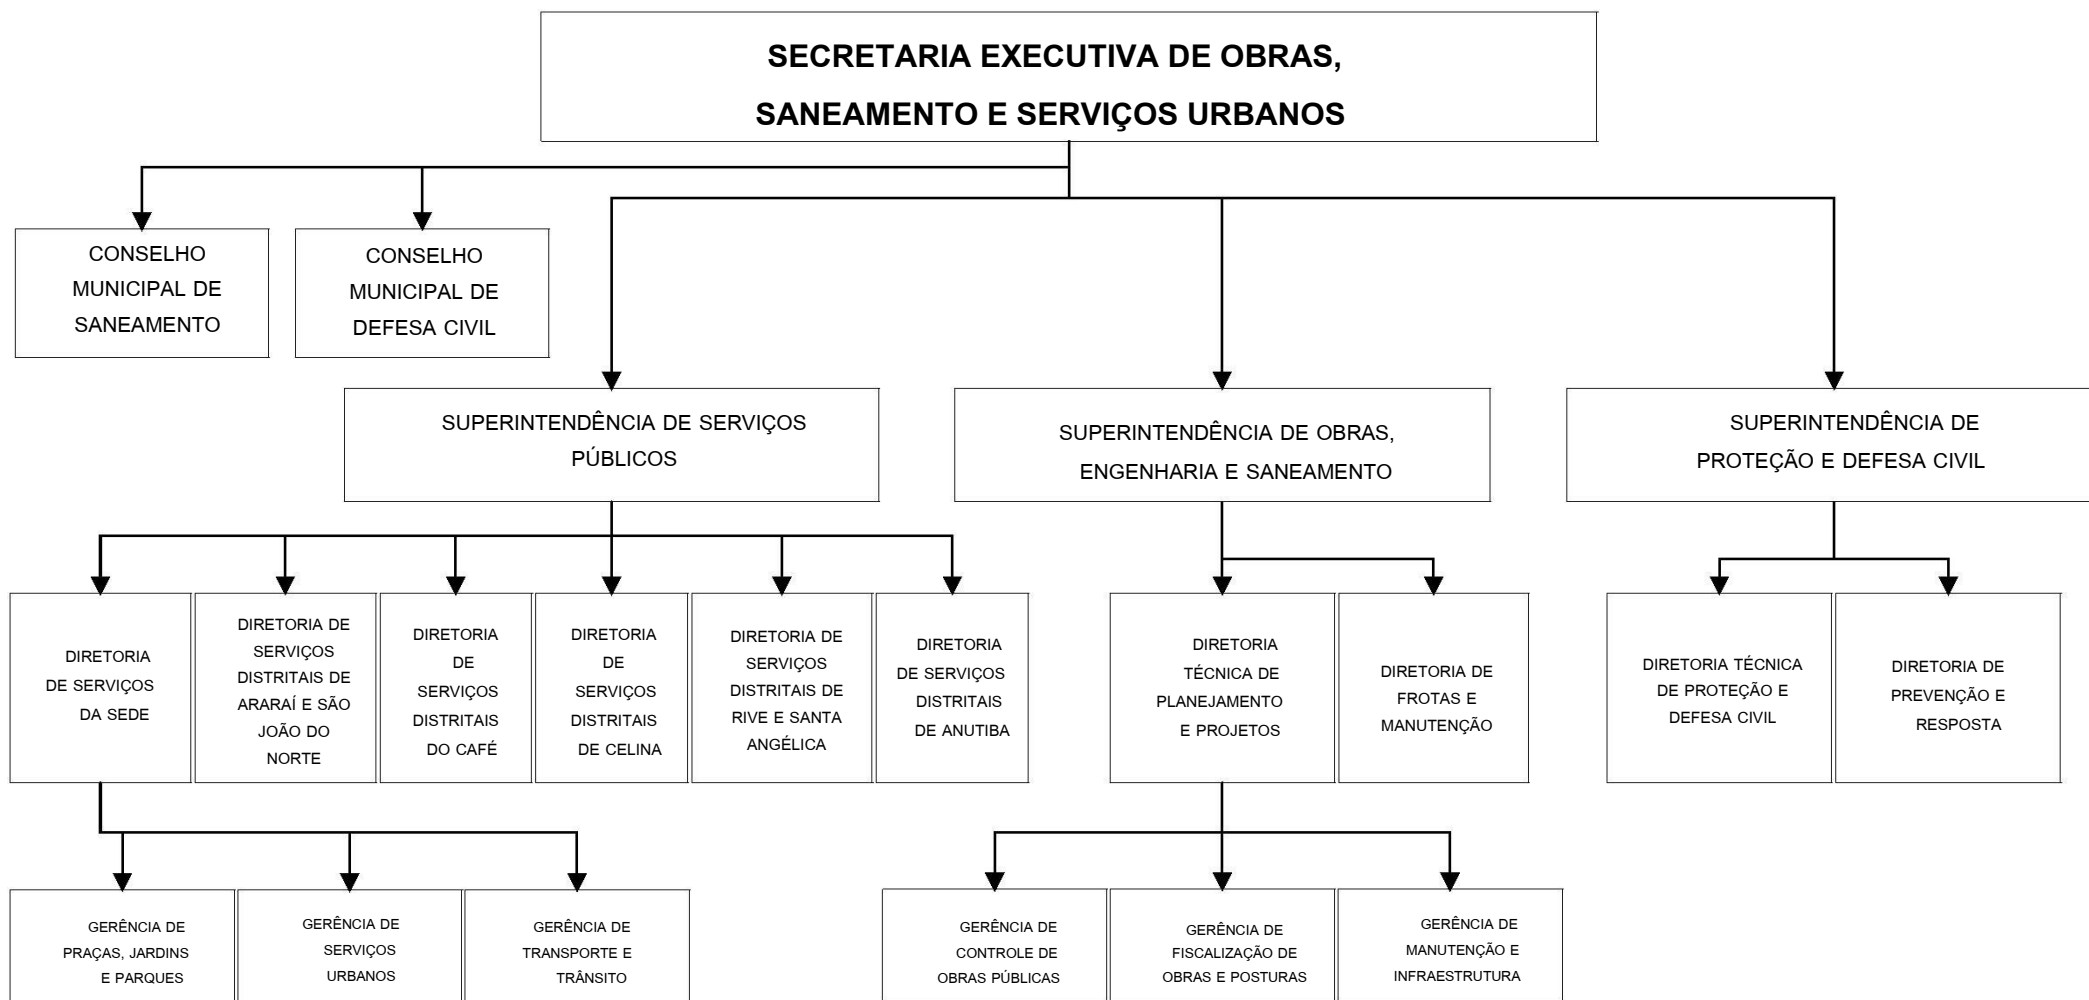 SECRETARIA EXECUTIVA DE OBRAS,
SANEAMENTO E SERVIÇOS URBANOS
CONSELHO
MUNICIPAL DE
SANEAMENTO
CONSELHO
MUNICIPAL DE
DEFESA CIVIL
SUPERINTENDÊNCIA DE SERVIÇOS
PÚBLICOS
SUPERINTENDÊNCIA DE OBRAS,
ENGENHARIA E SANEAMENTO
SUPERINTENDÊNCIA DE
PROTEÇÃO E DEFESA CIVIL
DIRETORIA
DE SERVIÇOS
DA SEDE
DIRETORIA DE
SERVIÇOS
DISTRITAIS DE
ARARAÍ E SÃO
JOÃO DO
NORTE
DIRETORIA
DE
SERVIÇOS
DISTRITAIS
DO CAFÉ
DIRETORIA
DE
SERVIÇOS
DISTRITAIS
DE CELINA
DIRETORIA DE
SERVIÇOS
DISTRITAIS DE
RIVE E SANTA
ANGÉLICA
DIRETORIA
DE SERVIÇOS
DISTRITAIS
DE ANUTIBA
DIRETORIA
TÉCNICA DE
PLANEJAMENTO
E PROJETOS
DIRETORIA DE
FROTAS E
MANUTENÇÃO
DIRETORIA TÉCNICA
DE PROTEÇÃO E
DEFESA CIVIL
DIRETORIA DE
PREVENÇÃO E
RESPOSTA
GERÊNCIA DE
PRAÇAS, JARDINS
E PARQUES
GERÊNCIA DE
SERVIÇOS
URBANOS
GERÊNCIA DE
TRANSPORTE E
TRÂNSITO
GERÊNCIA DE
CONTROLE DE
OBRAS PÚBLICAS
GERÊNCIA DE
FISCALIZAÇÃO DE
OBRAS E POSTURAS
GERÊNCIA DE
MANUTENÇÃO E
INFRAESTRUTURA